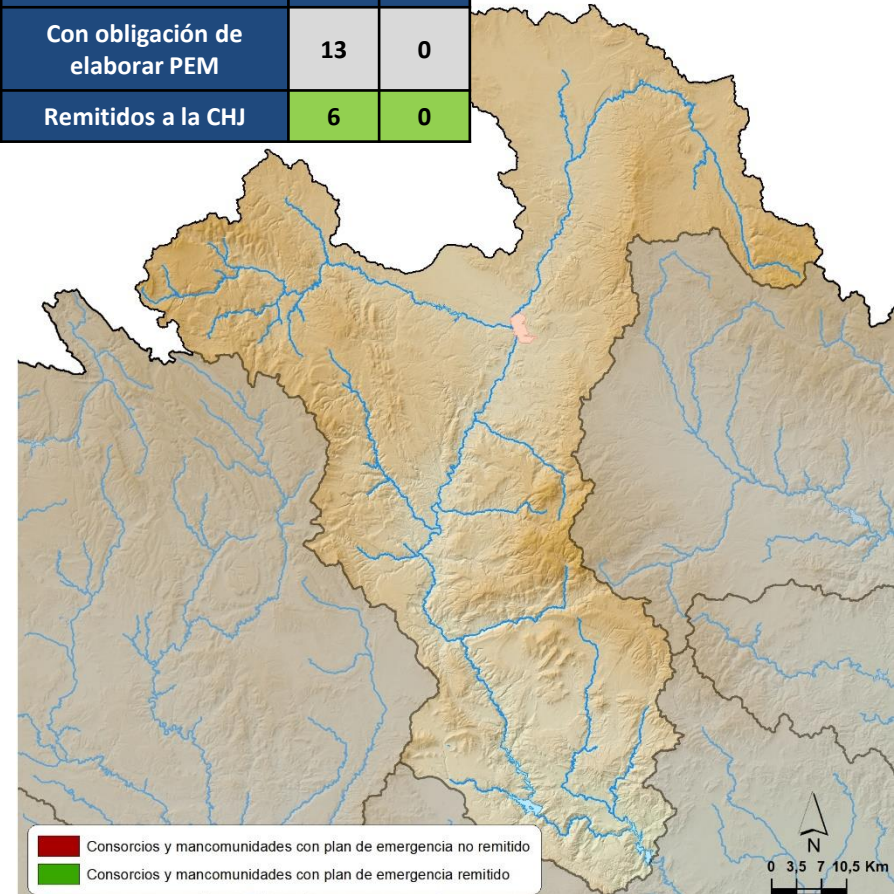 Con obligación de
elaborar PEM
13
0
Remitidos a la CHJ
6
0
Consorcios y mancomunidades con plan de emergencia no remitido
Consorcios y mancomunidades con plan de emergencia remitido
N
0 3,5 7 10,5 Km